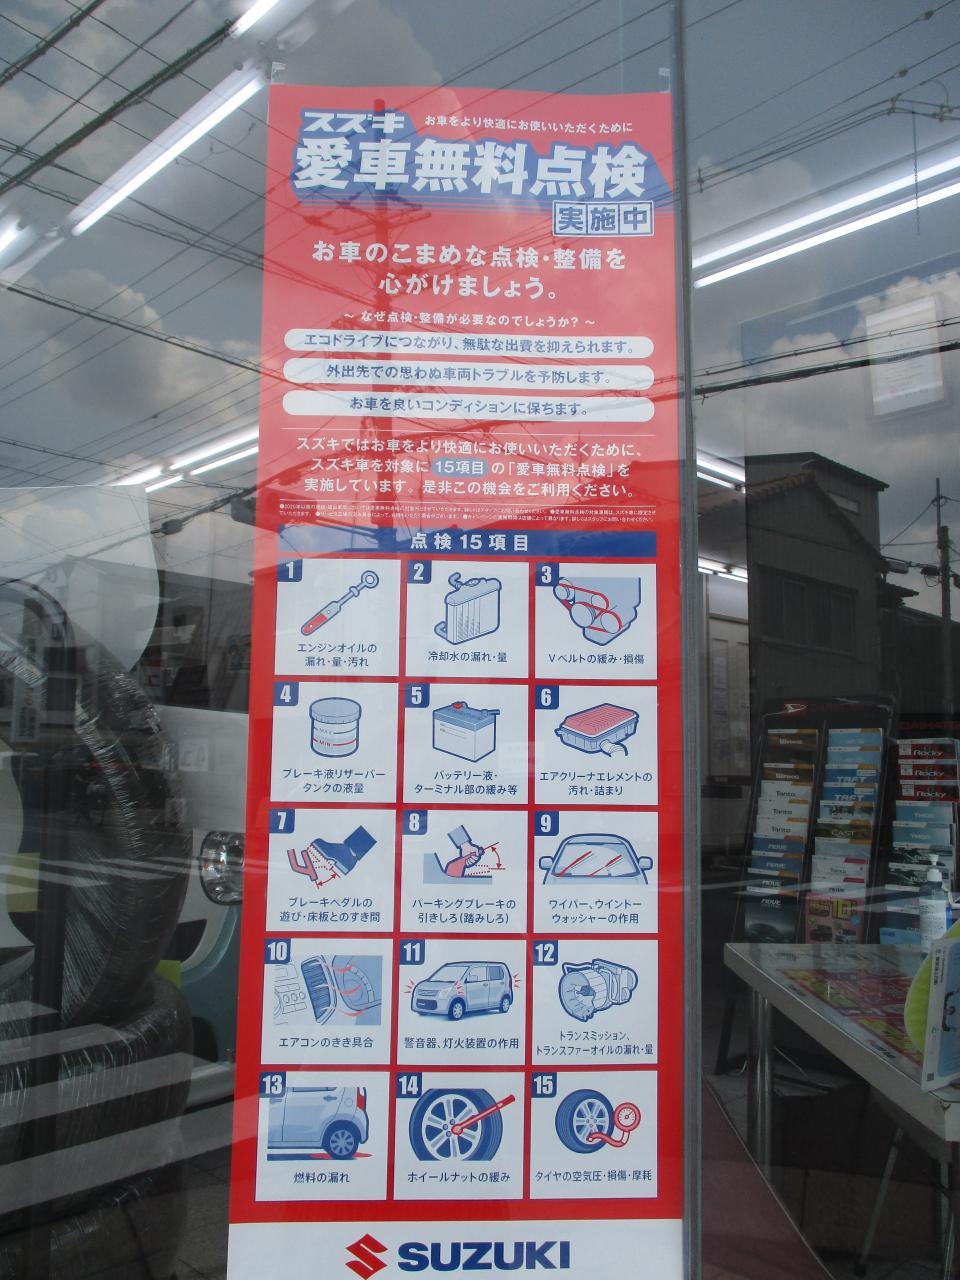 スズキ
お車をより快適にお使いいただくために
愛車無料点検
実施中
お車のこまめな点検・整備を
心がけましょう。
～ なぜ点検・整備が必要なのでしょうか? ～
エコドライブにつながり、無駄な出費を抑えられます。
外出先での思わぬ車両トラブルを予防します。
お車を良いコンディションに保ちます。
スズキではお車をより快適にお使いいただくために、
スズキ車を対象に 15項目 の「愛車無料点検」を
実施しています。是非この機会をご利用ください。
点検15項目
1
エンジンオイルの
漏れ・量・汚れ
2
冷却水の漏れ・量
3
Vベルトの緩み・損傷
4
MAX
MIN
ブレーキ液リザーバー
タンクの液量
5
バッテリー液・
ターミナル部の緩み等
6
エアクリーナエレメントの
汚れ・詰まり
7
ブレーキペダルの
遊び・床板とのすき間
8
パーキングブレーキの
引きしろ(踏みしろ)
9
ワイパー、ウインドー
ウォッシャーの作用
10
エアコンのきき具合
11
警音器、灯火装置の作用
12
トランスミッション、
トランスファーオイルの漏れ・量
13
燃料の漏れ
14
ホイールナットの緩み
15
タイヤの空気圧・損傷・摩耗
SUZUKI
DAIHATSU
Rocky
Rocky
Rocky
TAFT
TAFT
CAST
Tanto
Tanto
Tanto